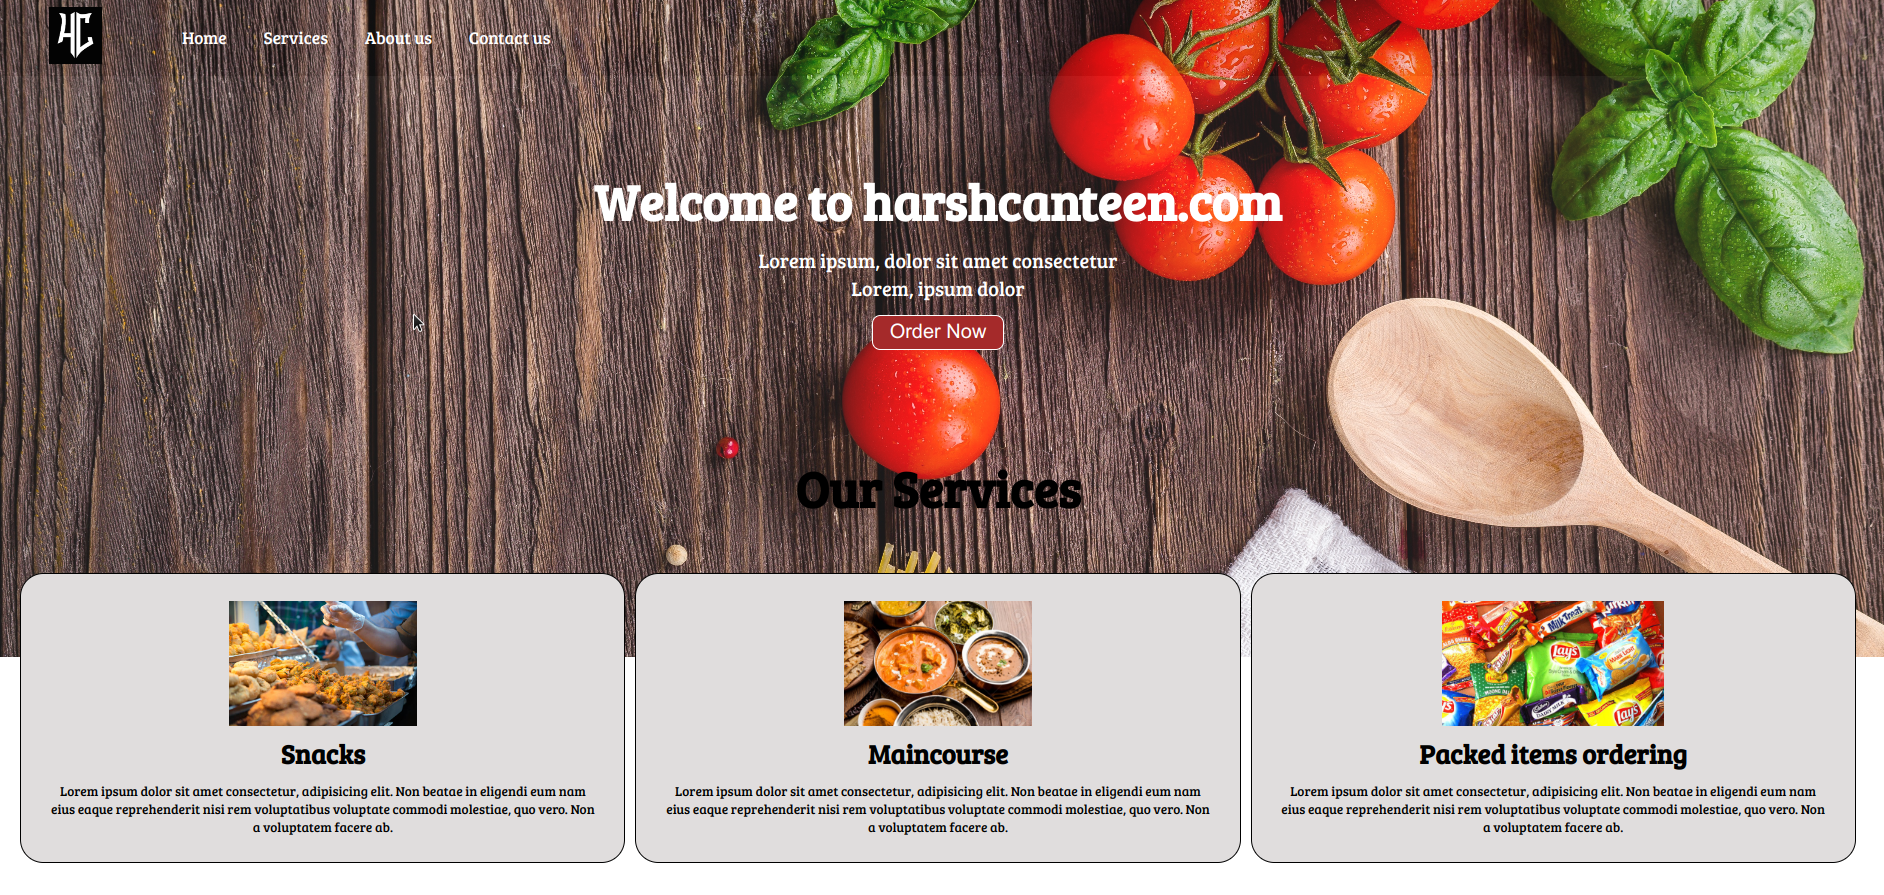 HC
Home Services About us Contact us
Welcome to harshcanteen.com
Lorem ipsum, dolor sit amet consectetur
Lorem, ipsum dolor
Order Now
Our Services
Milk Treat
Lays
MOONG DAL
Lays
Snacks
Lorem ipsum dolor sit amet consectetur, adipisicing elit. Non beatae in eligendi eum nam
eius eaque reprehenderit nisi rem voluptatibus voluptate commodi molestiae, quo vero. Non
a voluptatem facere ab.
Maincourse
Lorem ipsum dolor sit amet consectetur, adipisicing elit. Non beatae in eligendi eum nam
eius eaque reprehenderit nisi rem voluptatibus voluptate commodi molestiae, quo vero. Non
a voluptatem facere ab.
Packed items ordering
Lorem ipsum dolor sit amet consectetur, adipisicing elit. Non beatae in eligendi eum nam
eius eaque reprehenderit nisi rem voluptatibus voluptate commodi molestiae, quo vero. Non
a voluptatem facere ab.